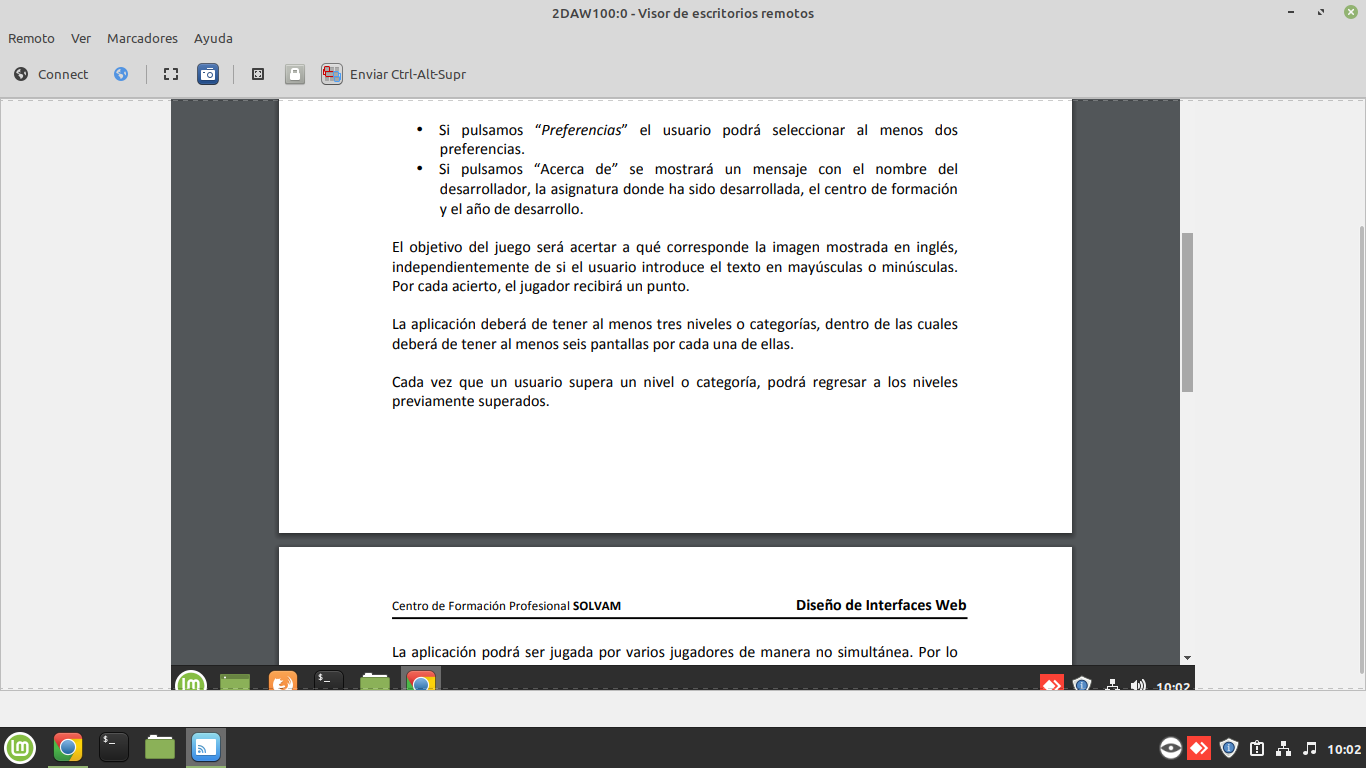 2DAW100:0 - Visor de escritorios remotos
Remoto Ver Marcadores Ayuda
Connect Enviar Ctrl-Alt-Supr
• Si pulsamos “Preferencias” el usuario podrá seleccionar al menos dos
preferencias.
• Si pulsamos “Acerca de” se mostrará un mensaje con el nombre del
desarrollador, la asignatura donde ha sido desarrollada, el centro de formación
y el año de desarrollo.
El objetivo del juego será acertar a qué corresponde la imagen mostrada en inglés,
independientemente de si el usuario introduce el texto en mayúsculas o minúsculas.
Por cada acierto, el jugador recibirá un punto.
La aplicación deberá de tener al menos tres niveles o categorías, dentro de las cuales
deberá de tener al menos seis pantallas por cada una de ellas.
Cada vez que un usuario supera un nivel o categoría, podrá regresar a los niveles
previamente superados.
Centro de Formación Profesional SOLVAM Diseño de Interfaces Web
La aplicación podrá ser jugada por varios jugadores de manera no simultánea. Por lo
$_ 10:02
$_ 10:02